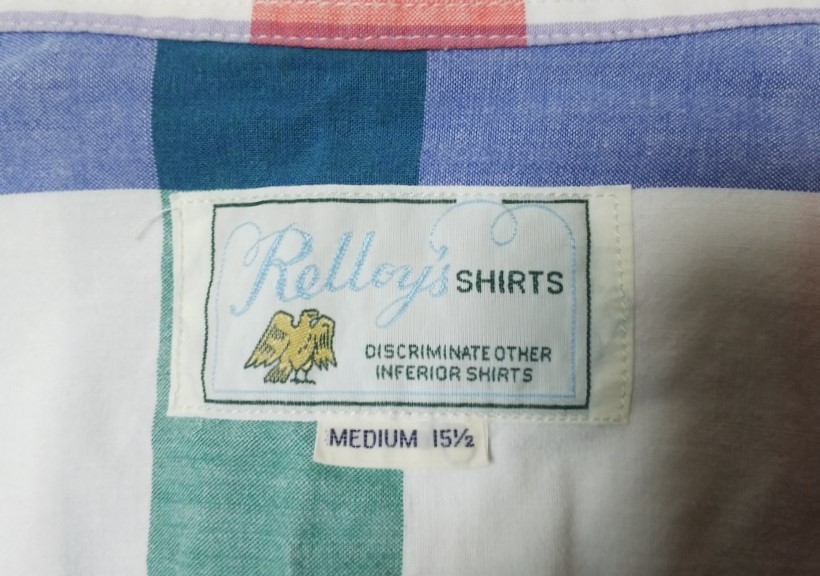 Relloy's SHIRTS
DISCRIMINATE OTHER
INFERIOR SHIRTS
MEDIUM 15½